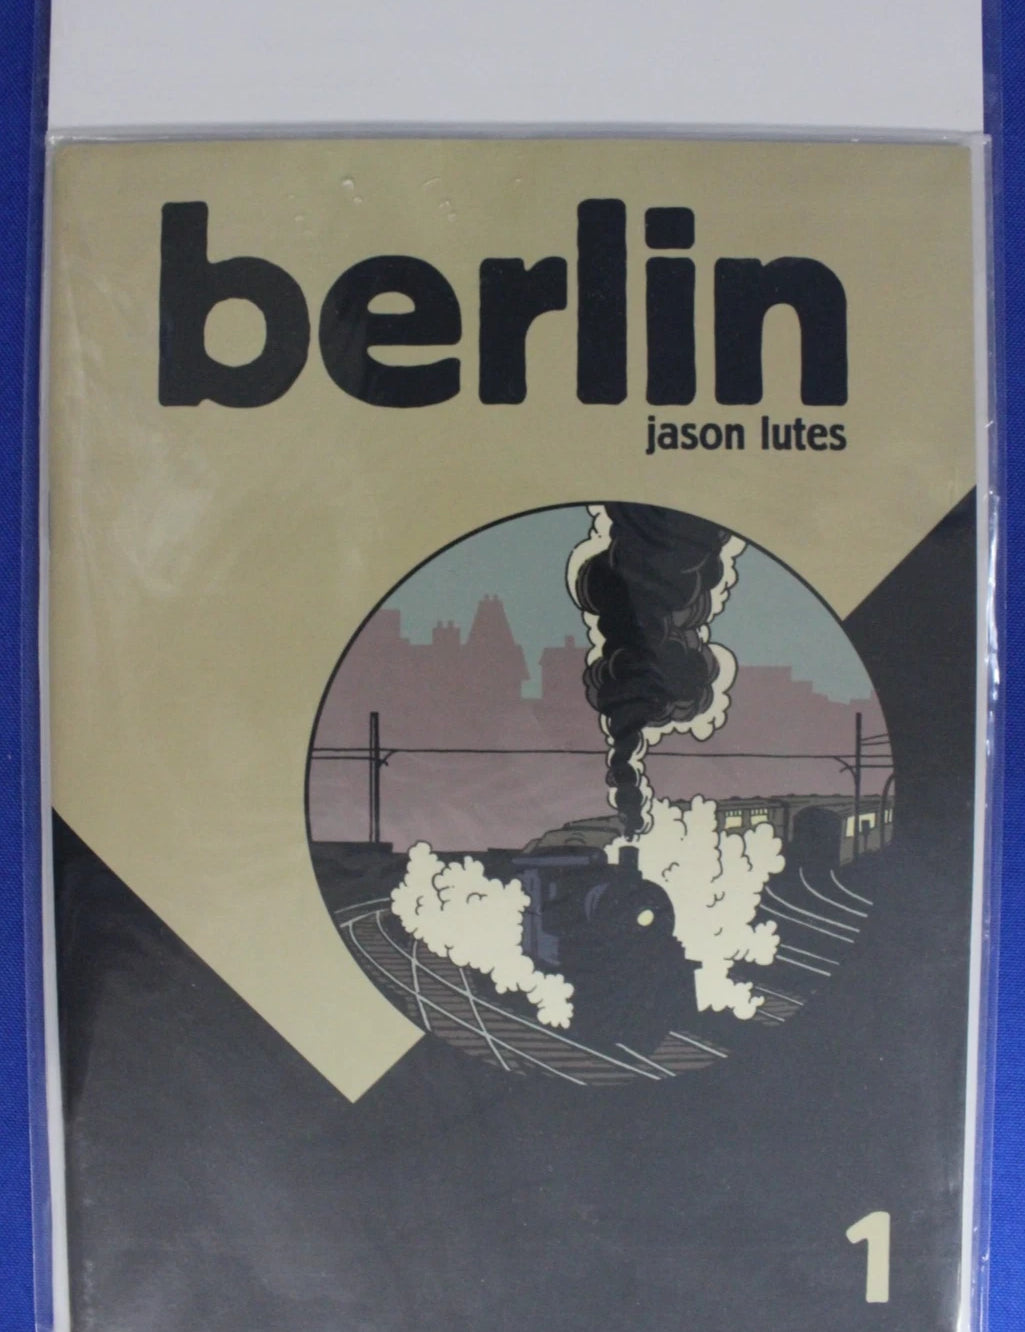 berlin
jason lutes
1